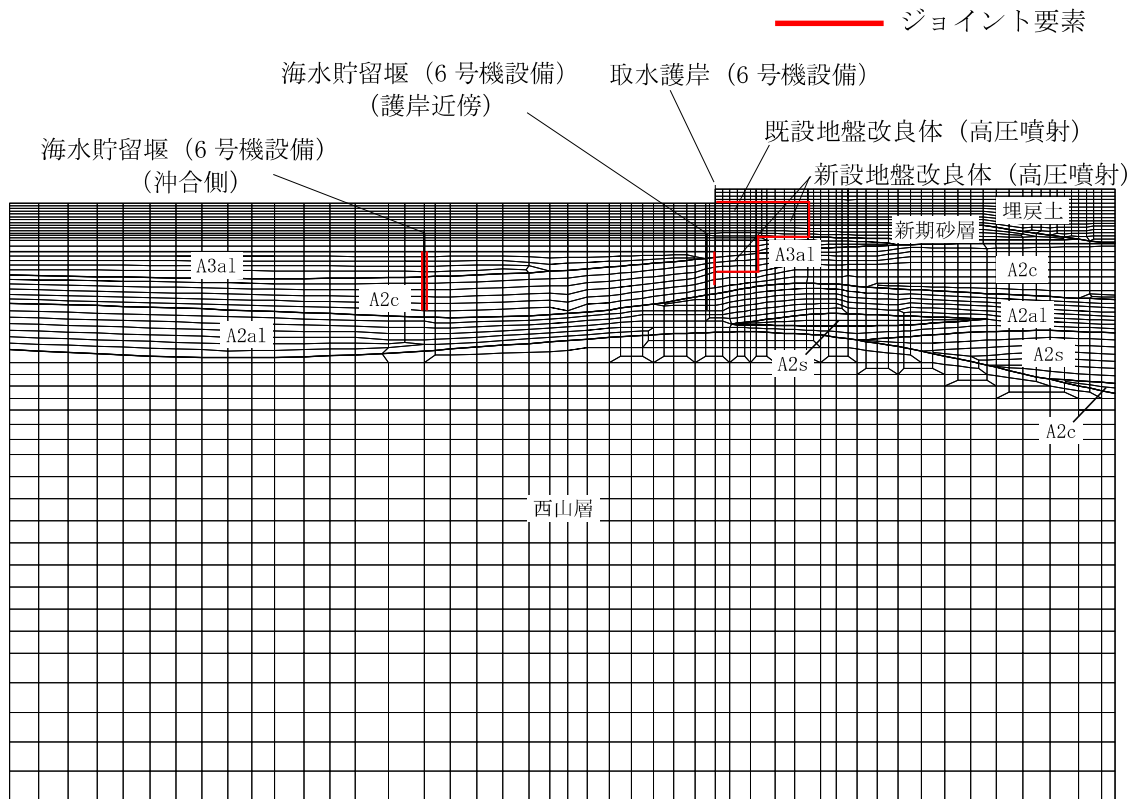 ジョイント要素
海水貯留堰（6 号機設備）
（護岸近傍）
取水護岸（6 号機設備）
既設地盤改良体（高圧噴射）
海水貯留堰（6 号機設備）
（沖合側）
新設地盤改良体（高圧噴射）
埋戻土
新期砂層
A3al
A3al
A2c
A2c
A2al
A2al
A2s
A2s
A2c
西山層